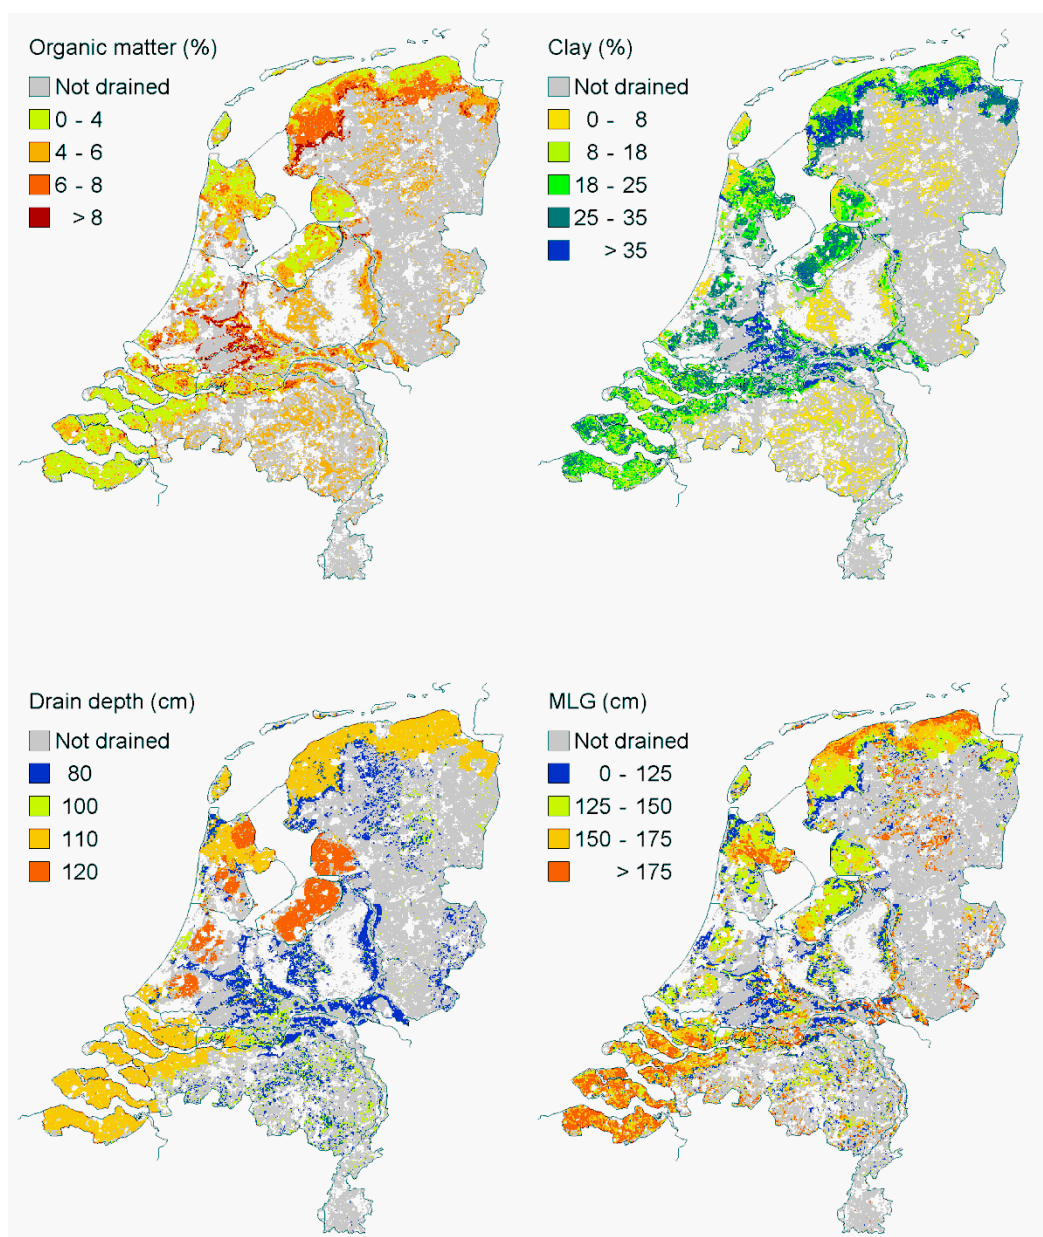 Organic matter (%)
Not drained
0 - 4
4 - 6
6 - 8
> 8
Clay (%)
Not drained
0 - 8
8 - 18
18 - 25
25 - 35
> 35
Drain depth (cm)
Not drained
80
100
110
120
MLG (cm)
Not drained
0 - 125
125 - 150
150 - 175
> 175